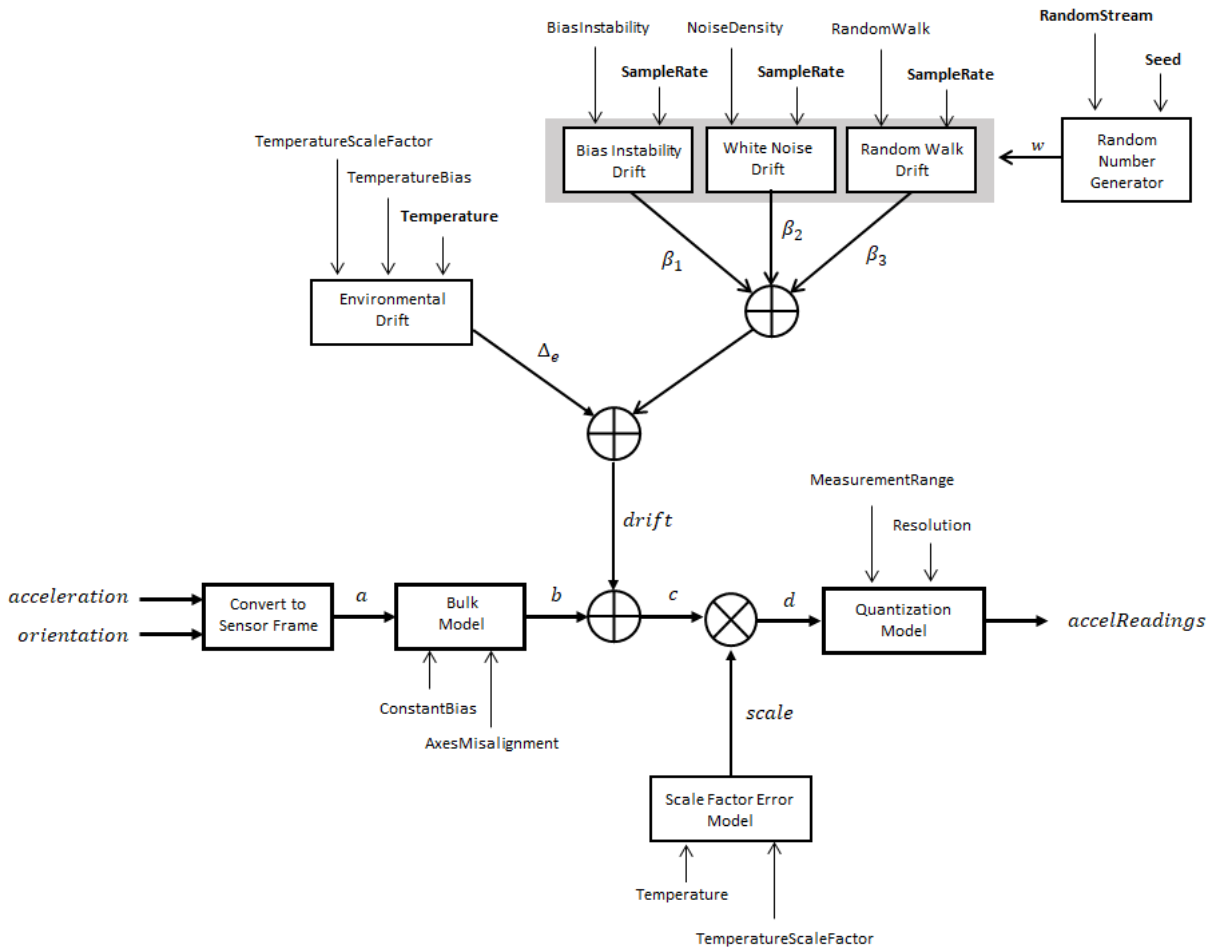 RandomStream
BiasInstability
NoiseDensity
RandomWalk
Seed
SampleRate
SampleRate
SampleRate
TemperatureScaleFactor
Bias Instability
Drift
White Noise
Drift
Random Walk
Drift
w
Random
Number
Generator
TemperatureBias
Temperature
β1
β2
β3
Environmental
Drift
Δe
MeasurementRange
drift
Resolution
acceleration
orientation
Convert to
Sensor Frame
a
Bulk
Model
b
c
d
Quantization
Model
accelReadings
ConstantBias
AxesMisalignment
scale
Scale Factor Error
Model
Temperature
TemperatureScaleFactor